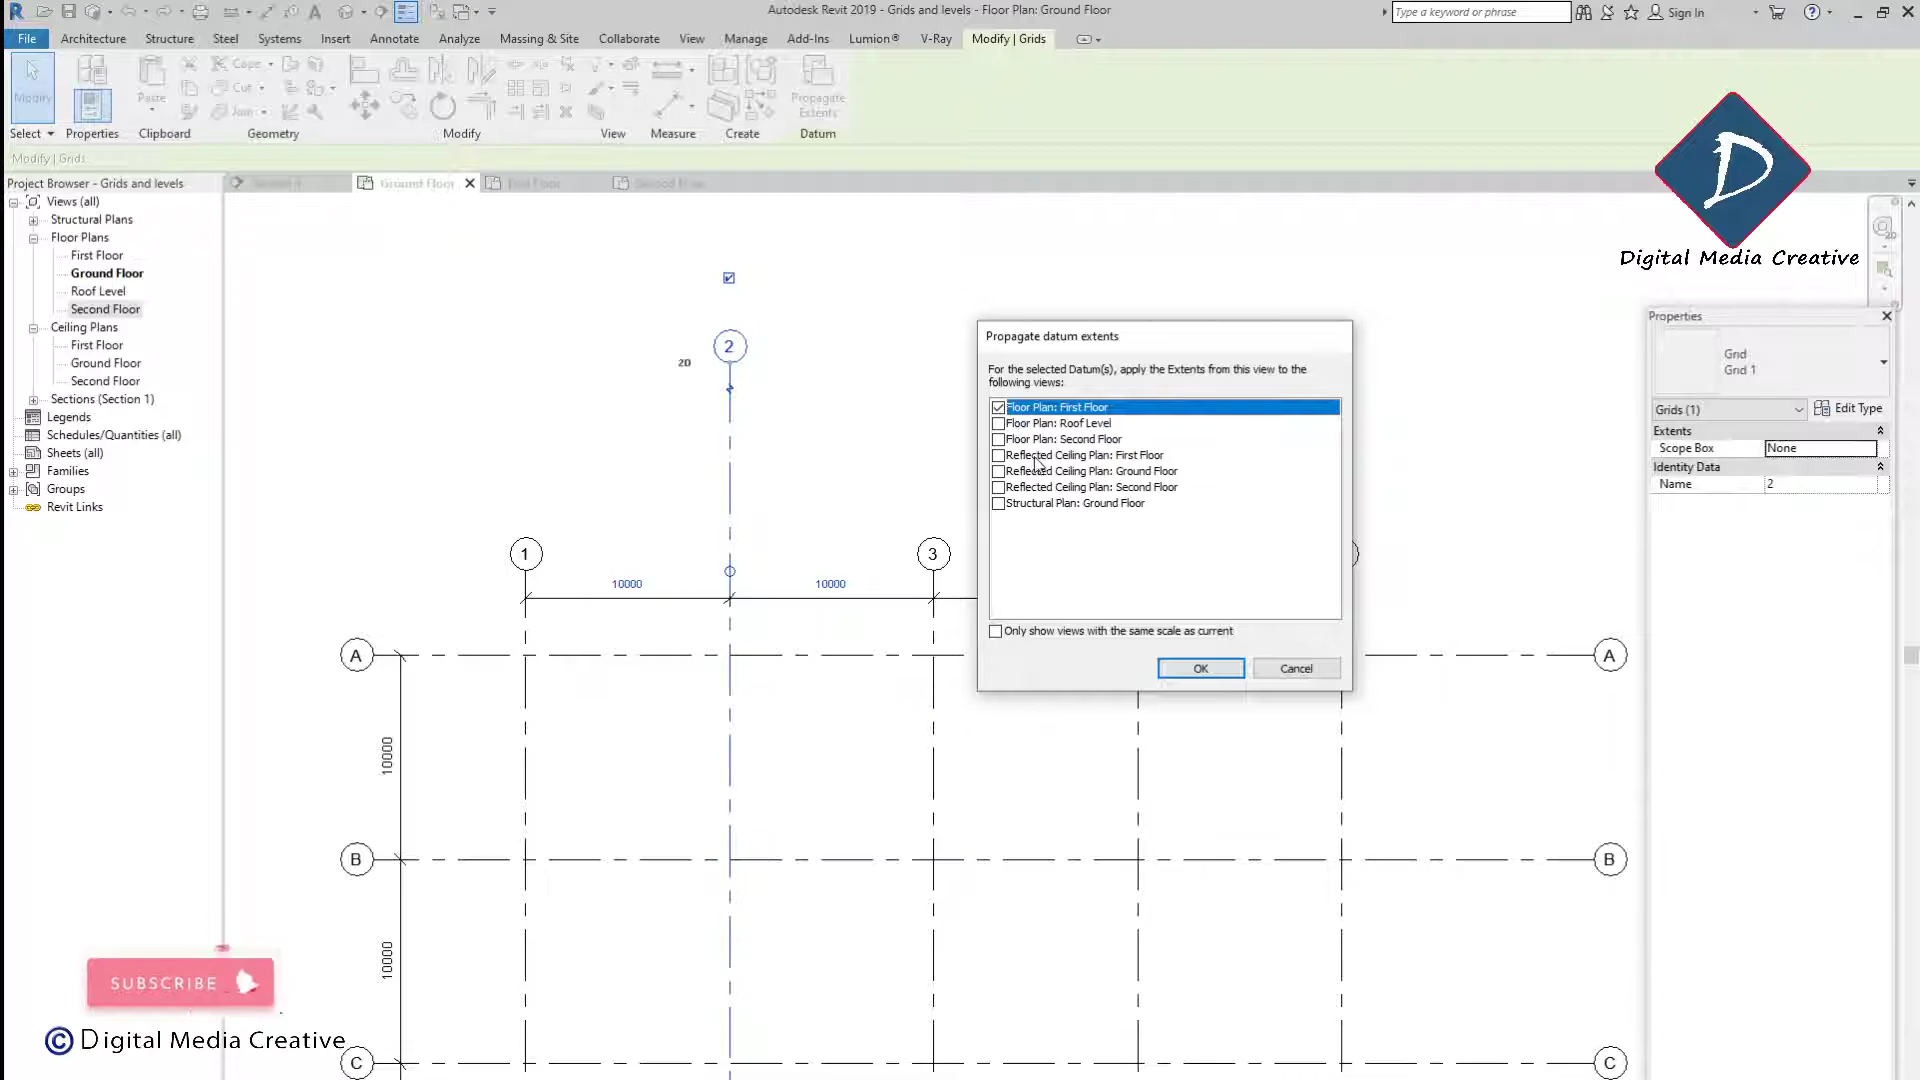 Autodesk Revit 2019 - Grids and levels - Floor Plan: Ground Floor
Type a keyword or phrase
Sign In
File Architecture Structure Steel Systems Insert Annotate Analyze Massing & Site Collaborate View Manage Add-Ins Lumion® V-Ray Modify | Grids
Modify
Paste
Cope
Cut
Join
Propagate
Extents
Select Properties Clipboard Geometry Modify View Measure Create Datum
Modify | Grids
Project Browser - Grids and levels
Ground Floor
Views (all)
Structural Plans
Floor Plans
First Floor
Ground Floor
Roof Level
Second Floor
Ceiling Plans
First Floor
Ground Floor
Second Floor
Sections (Section 1)
Legends
Schedules/Quantities (all)
Sheets (all)
Families
Groups
Revit Links
2
2D
1
3
10000
10000
A
A
10000
B
B
10000
C
C
Propagate datum extents
For the selected Datum(s), apply the Extents from this view to the
following views:
Floor Plan: First Floor
Floor Plan: Roof Level
Floor Plan: Second Floor
Reflected Ceiling Plan: First Floor
Reflected Ceiling Plan: Ground Floor
Reflected Ceiling Plan: Second Floor
Structural Plan: Ground Floor
Only show views with the same scale as current
OK
Cancel
D
Digital Media Creative
Properties
Grid
Grid 1
Grids (1)
Edit Type
Extents
Scope Box
None
Identity Data
Name
2
SUBSCRIBE
© Digital Media Creative